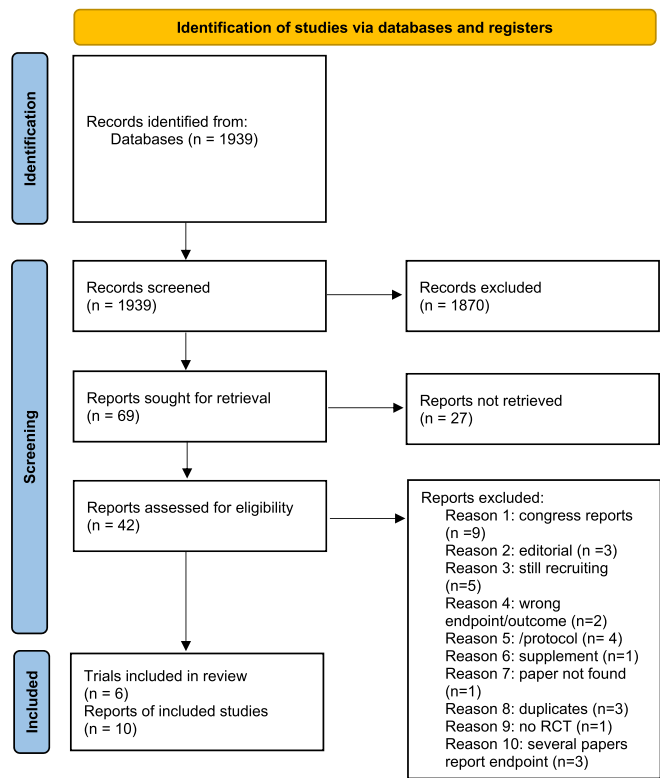 Identification of studies via databases and registers
Identification
Records identified from:
Databases (n = 1939)
Screening
Records screened
(n = 1939)
Records excluded
(n = 1870)
Reports sought for retrieval
(n = 69)
Reports not retrieved
(n = 27)
Reports assessed for eligibility
(n = 42)
Reports excluded:
Reason 1: congress reports
(n =9)
Reason 2: editorial (n =3)
Reason 3: still recruiting
(n=5)
Reason 4: wrong
endpoint/outcome (n=2)
Reason 5: /protocol (n= 4)
Reason 6: supplement (n=1)
Reason 7: paper not found
(n=1)
Reason 8: duplicates (n=3)
Reason 9: no RCT (n=1)
Reason 10: several papers
report endpoint (n=3)
Included
Trials included in review
(n = 6)
Reports of included studies
(n = 10)